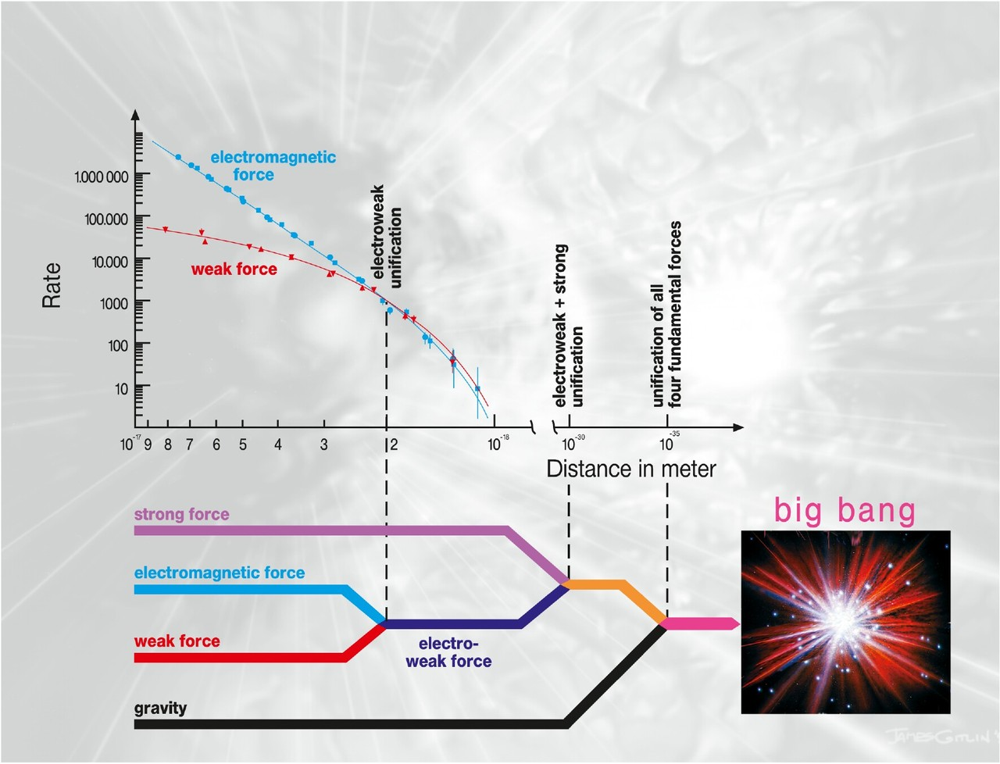 electromagnetic
force
1.000 000
100.000
10.000
1000
100
10
Rate
weak force
electroweak
unification
electroweak + strong
unification
unification of all
four fundamental forces
10-17 9 8 7 6 5 4 3 2 10-18 10-30 10-35
Distance in meter
big bang
strong force
electromagnetic force
weak force
electro-
weak force
gravity
JAMES GITLIN